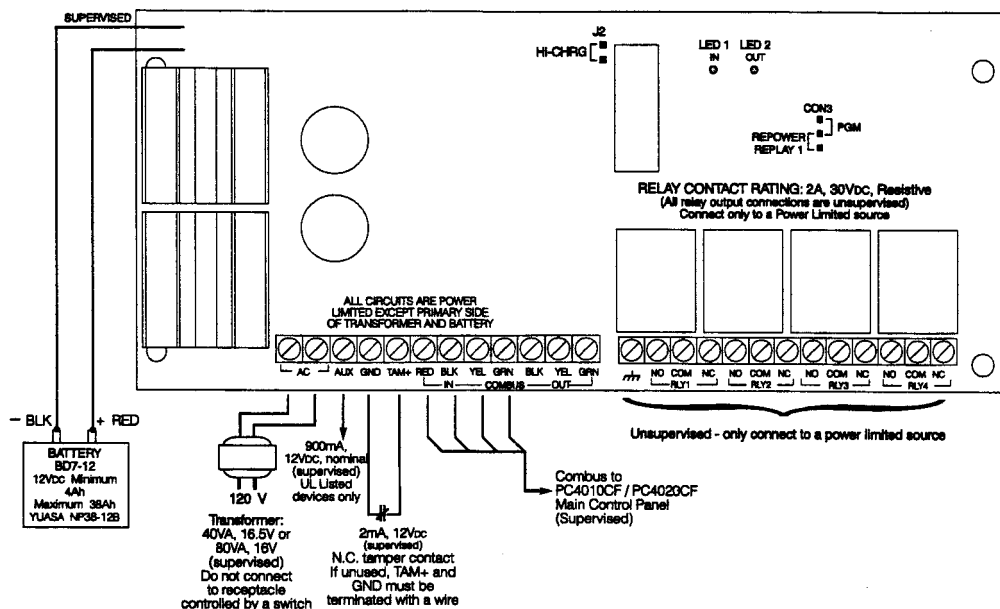 SUPERVISED
J2
HI-CHRG
LED 1 LED 2
IN OUT
CON3
PGM
REPOWER
REPLAY 1
RELAY CONTACT RATING: 2A, 30VDC, Resistive
(All relay output connections are unsupervised)
Connect only to a Power Limited source
ALL CIRCUITS ARE POWER
LIMITED EXCEPT PRIMARY SIDE
OF TRANSFORMER AND BATTERY
AC AUX GND TAM+ RED BLK YEL GRN BLK YEL GRN
IN COMBUS OUT
NO COM NC NO COM NC NO COM NC NO COM NC
RLY1 RLY2 RLY3 RLY4
Unsupervised - only connect to a power limited source
- BLK + RED
BATTERY
BD7-12
12VDC Minimum
4Ah
Maximum 38Ah
YUASA NP38-12B
120 V
Transformer:
40VA, 16.5V or
80VA, 16V
(supervised)
Do not connect
to receptacle
controlled by a switch
900mA,
12VDC, nominal
(supervised)
UL Listed
devices only
2mA, 12VDC
(supervised)
N.C. tamper contact
If unused, TAM+ and
GND must be
terminated with a wire
Combus to
PC4010CF / PC4020CF
Main Control Panel
(Supervised)